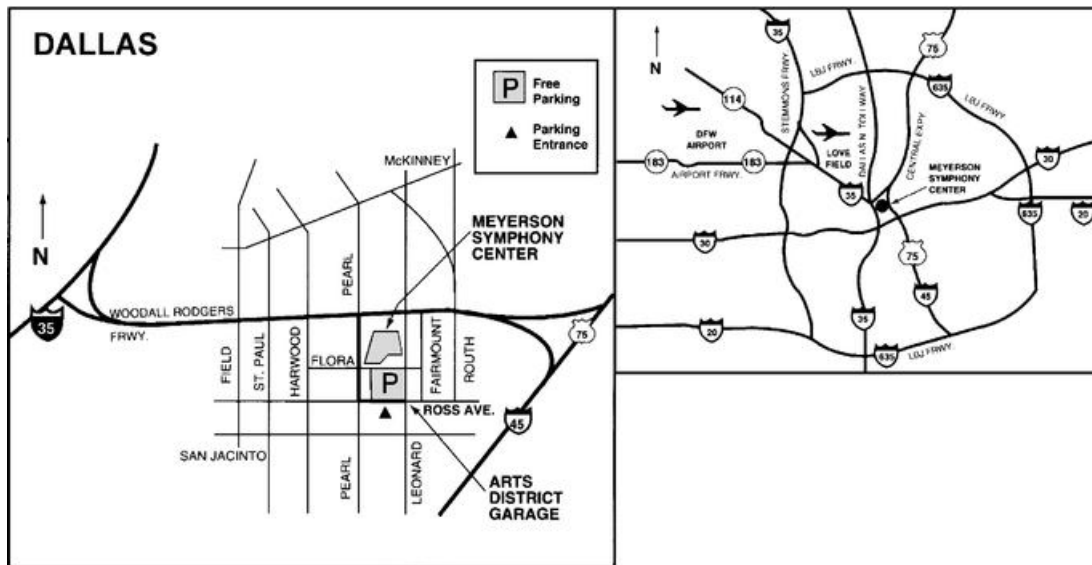 DALLAS
P
Free
Parking
Parking
Entrance
N
McKINNEY
MEYERSON
SYMPHONY
CENTER
PEARL
WOODALL RODGERS
FRWY.
35
75
FIELD
ST. PAUL
HARWOOD
FLORA
P
FAIRMOUNT
ROUTH
ROSS AVE.
45
SAN JACINTO
PEARL
LEONARD
ARTS
DISTRICT
GARAGE
N
35
75
LBJ FRWY.
635
LBJ FRWY.
114
STEMMONS FRWY
DALLAS N. TOLLWAY
CENTRAL EXPY.
DFW
AIRPORT
LOVE
FIELD
183
183
AIRPORT FRWY.
30
MEYERSON
SYMPHONY
CENTER
35
635
20
30
75
45
20
35
635
LBJ FRWY.